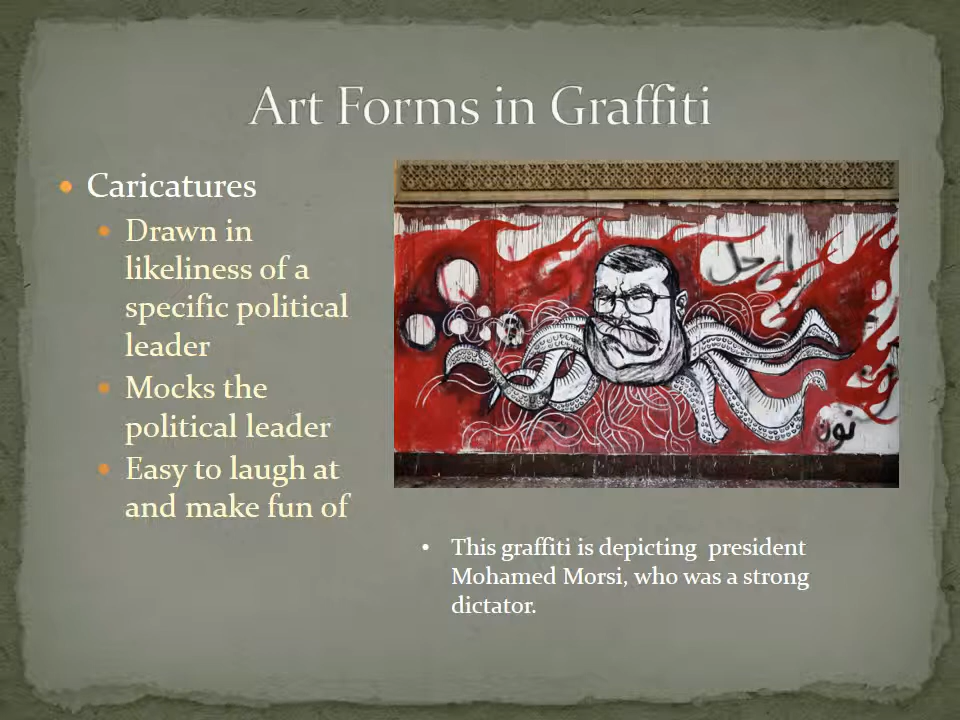 Art Forms in Graffiti
Caricatures
Drawn in
likeliness of a
specific political
leader
Mocks the
political leader
Easy to laugh at
and make fun of
ارحل
نون
This graffiti is depicting president
Mohamed Morsi, who was a strong
dictator.